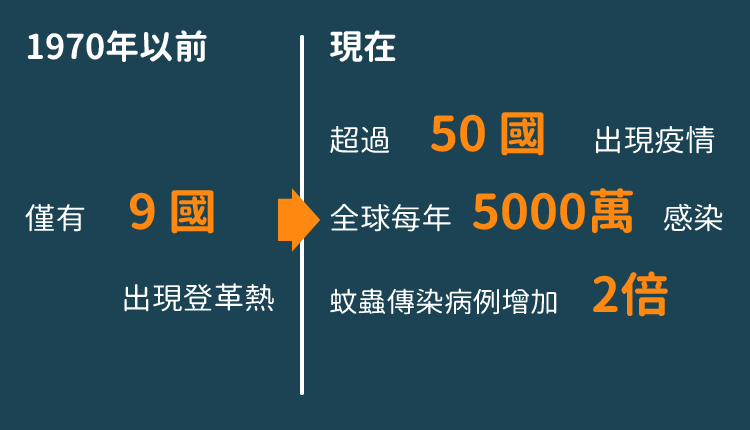 1970年以前
僅有 9 國
出現登革熱
現在
超過 50 國 出現疫情
全球每年 5000萬 感染
蚊蟲傳染病例增加 2倍